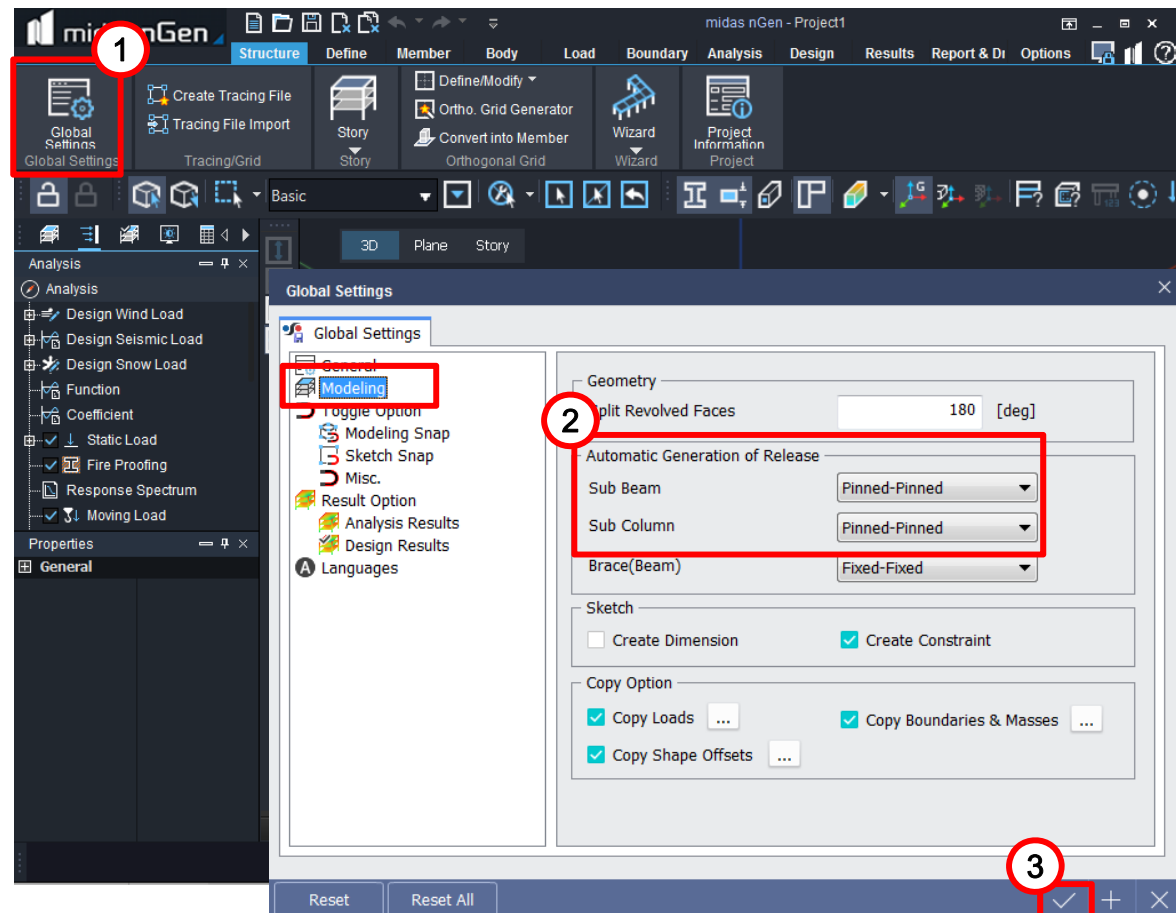 midas nGen
midas nGen - Project1
1
Structure Define Member Body Load Boundary Analysis Design Results Report & Dr Options
Global Settings
Create Tracing File
Tracing File Import
Story
Define/Modify
Ortho. Grid Generator
Convert into Member
Wizard
Project Information
Global Settings Tracing/Grid Story Orthogonal Grid Wizard Project
Basic
3D Plane Story
Analysis
Analysis
Design Wind Load
Design Seismic Load
Design Snow Load
Function
Coefficient
Static Load
Fire Proofing
Response Spectrum
Moving Load
Properties
General
Global Settings
Global Settings
General
Modeling
Toggle Option
Modeling Snap
Sketch Snap
Misc.
Result Option
Analysis Results
Design Results
A Languages
Geometry
2
Split Revolved Faces 180 [deg]
Automatic Generation of Release
Sub Beam Pinned-Pinned
Sub Column Pinned-Pinned
Brace(Beam) Fixed-Fixed
Sketch
Create Dimension Create Constraint
Copy Option
Copy Loads ... Copy Boundaries & Masses ...
Copy Shape Offsets ...
3
Reset Reset All